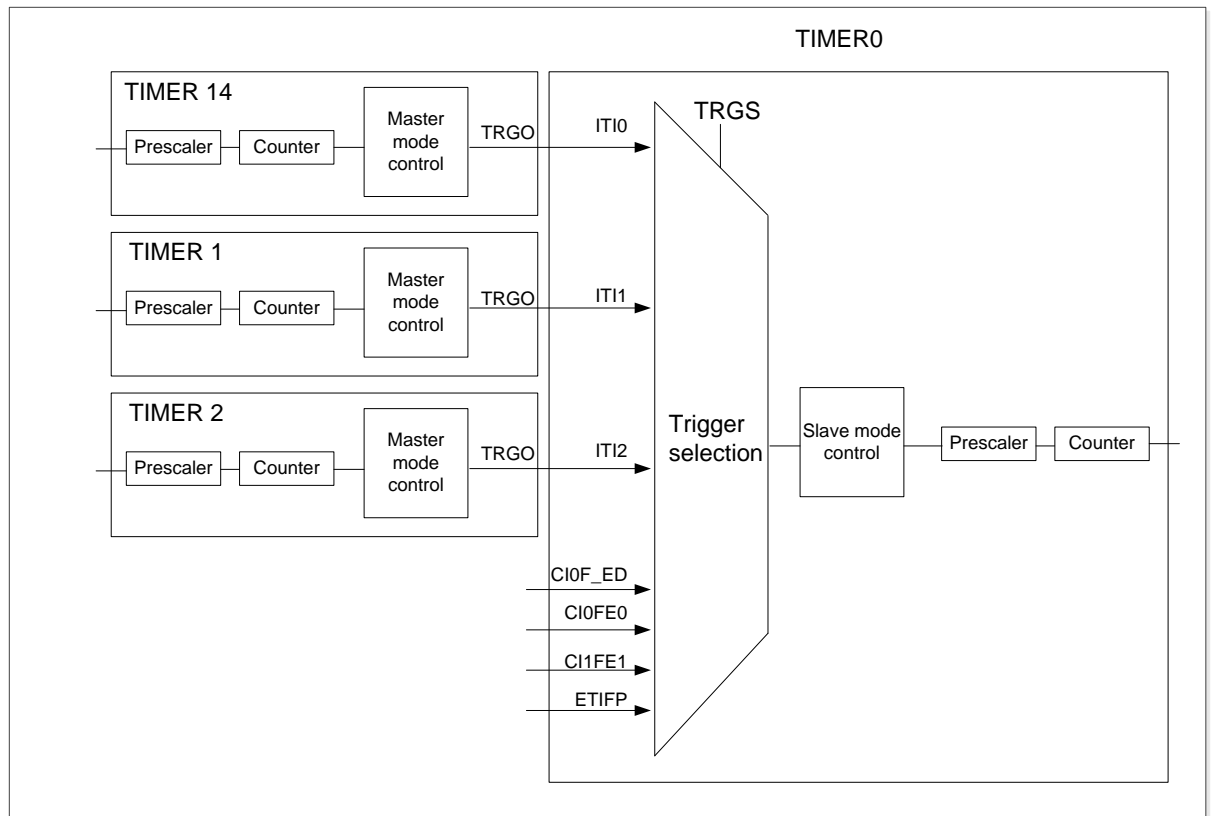 TIMER0
TIMER 14
Prescaler
Counter
Master
mode
control
TRGO
ITI0
TRGS
TIMER 1
Prescaler
Counter
Master
mode
control
TRGO
ITI1
TIMER 2
Prescaler
Counter
Master
mode
control
TRGO
ITI2
Trigger
selection
Slave mode
control
Prescaler
Counter
CI0F_ED
CI0FE0
CI1FE1
ETIFP